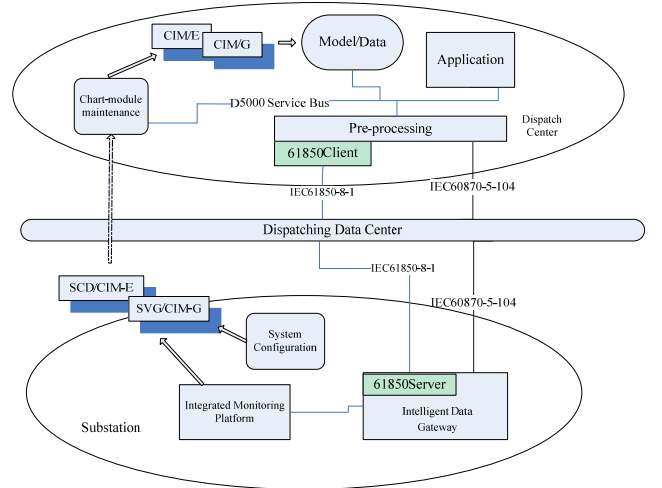 CIM/E
CIM/G
Model/Data
Application
Chart-module
maintenance
D5000 Service Bus
Pre-processing
Dispatch
Center
61850Client
IEC61850-8-1
IEC60870-5-104
Dispatching Data Center
IEC61850-8-1
SCD/CIM-E
SVG/CIM-G
IEC60870-5-104
System
Configuration
61850Server
Integrated Monitoring
Platform
Intelligent Data
Gateway
Substation